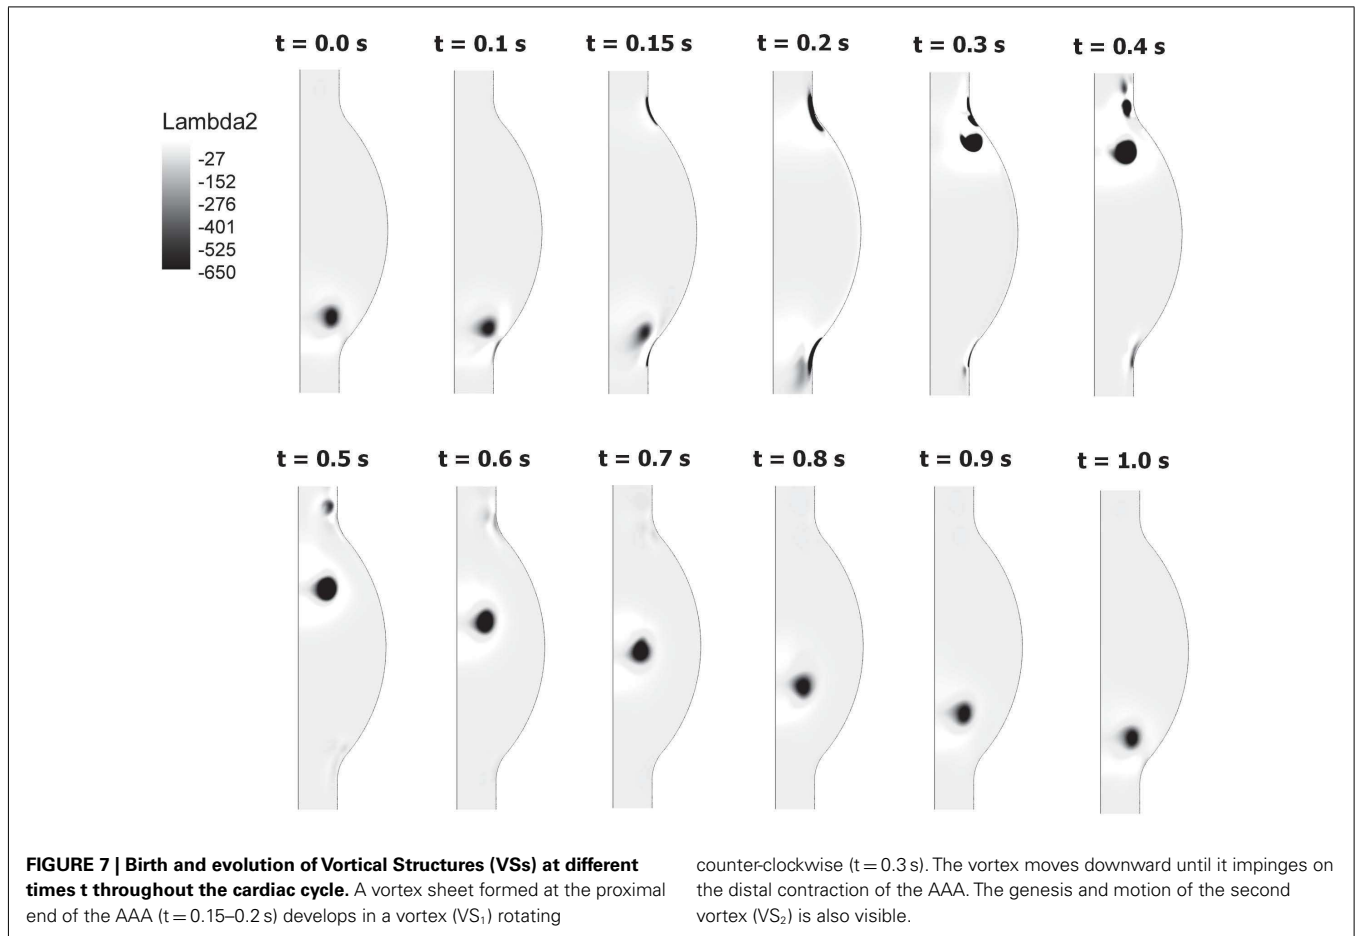 t = 0.0 s t = 0.1 s t = 0.15 s t = 0.2 s t = 0.3 s t = 0.4 s
Lambda2
-27
-152
-276
-401
-525
-650
t = 0.5 s t = 0.6 s t = 0.7 s t = 0.8 s t = 0.9 s t = 1.0 s
FIGURE 7 | Birth and evolution of Vortical Structures (VSs) at different
times t throughout the cardiac cycle. A vortex sheet formed at the proximal
end of the AAA (t = 0.15–0.2 s) develops in a vortex (VS₁) rotating
counter-clockwise (t = 0.3 s). The vortex moves downward until it impinges on
the distal contraction of the AAA. The genesis and motion of the second
vortex (VS₂) is also visible.